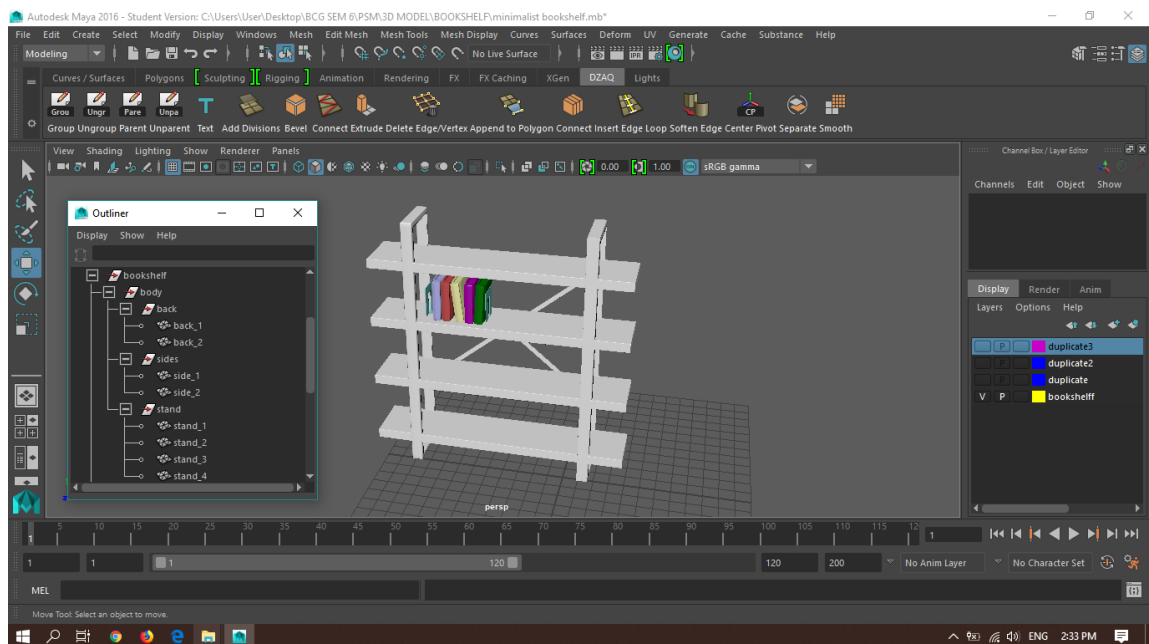 Autodesk Maya 2016 - Student Version: C:\Users\User\Desktop\BCG SEM 6\PSM\3D MODEL\BOOKSHELF\minimalist bookshelf.mb*
File Edit Create Select Modify Display Windows Mesh Edit Mesh Mesh Tools Mesh Display Curves Surfaces Deform UV Generate Cache Substance Help
Modeling No Live Surface IPR
Curves / Surfaces Polygons Sculpting Rigging Animation Rendering FX FX Caching XGen DZAQ Lights
Grou Ungr Pare Unpa CP
Group Ungroup Parent Unparent Text Add Divisions Bevel Connect Extrude Delete Edge/Vertex Append to Polygon Connect Insert Edge Loop Soften Edge Center Pivot Separate Smooth
View Shading Lighting Show Renderer Panels
Channel Box / Layer Editor
0.00 1.00 sRGB gamma
Channels Edit Object Show
Outliner
Display Show Help
bookshelf
body
back
back_1
back_2
sides
side_1
side_2
stand
stand_1
stand_2
stand_3
stand_4
persp
Display Render Anim
Layers Options Help
P duplicate3
P duplicate2
P duplicate
V P bookshelff
1 5 10 15 20 25 30 35 40 45 50 55 60 65 70 75 80 85 90 95 100 105 110 115 12 1
1 1 1 120 120 200 No Anim Layer No Character Set
MEL
Move Tool: Select an object to move.
ENG 2:33 PM